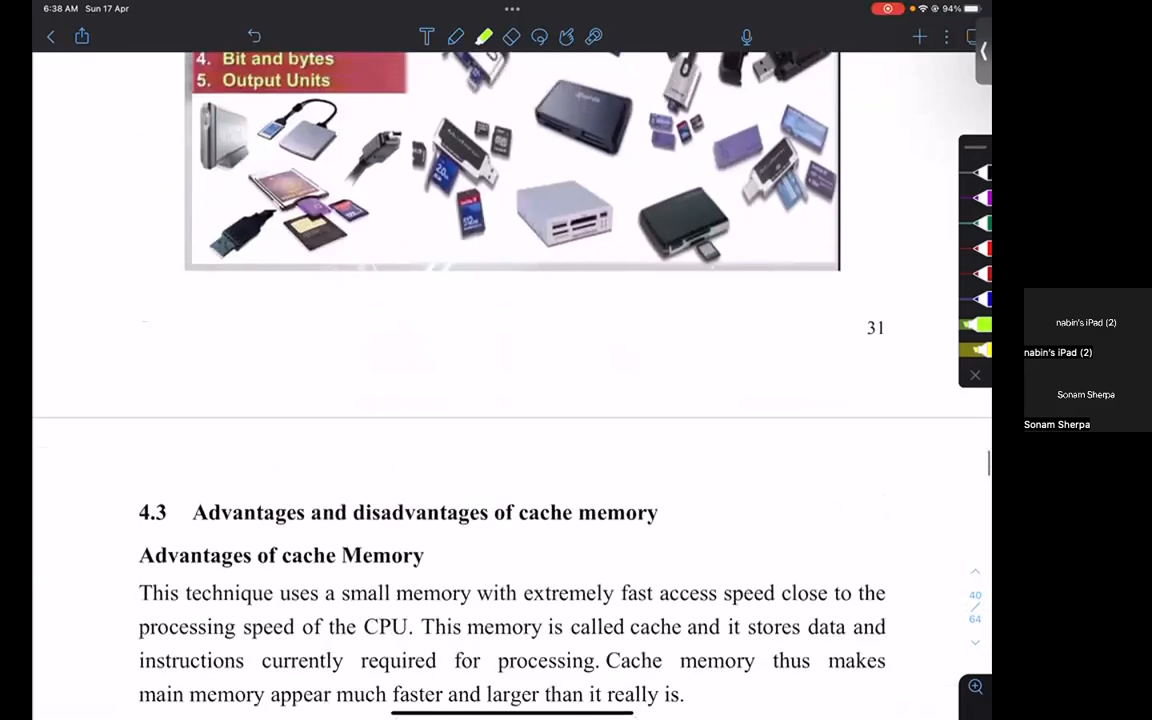 6:38 AM Sun 17 Apr
94%
T
4. Bit and bytes
5. Output Units
31
nabin's iPad (2)
nabin's iPad (2)
Sonam Sherpa
Sonam Sherpa
4.3 Advantages and disadvantages of cache memory
Advantages of cache Memory
This technique uses a small memory with extremely fast access speed close to the
processing speed of the CPU. This memory is called cache and it stores data and
instructions currently required for processing. Cache memory thus makes
main memory appear much faster and larger than it really is.
40
/
64